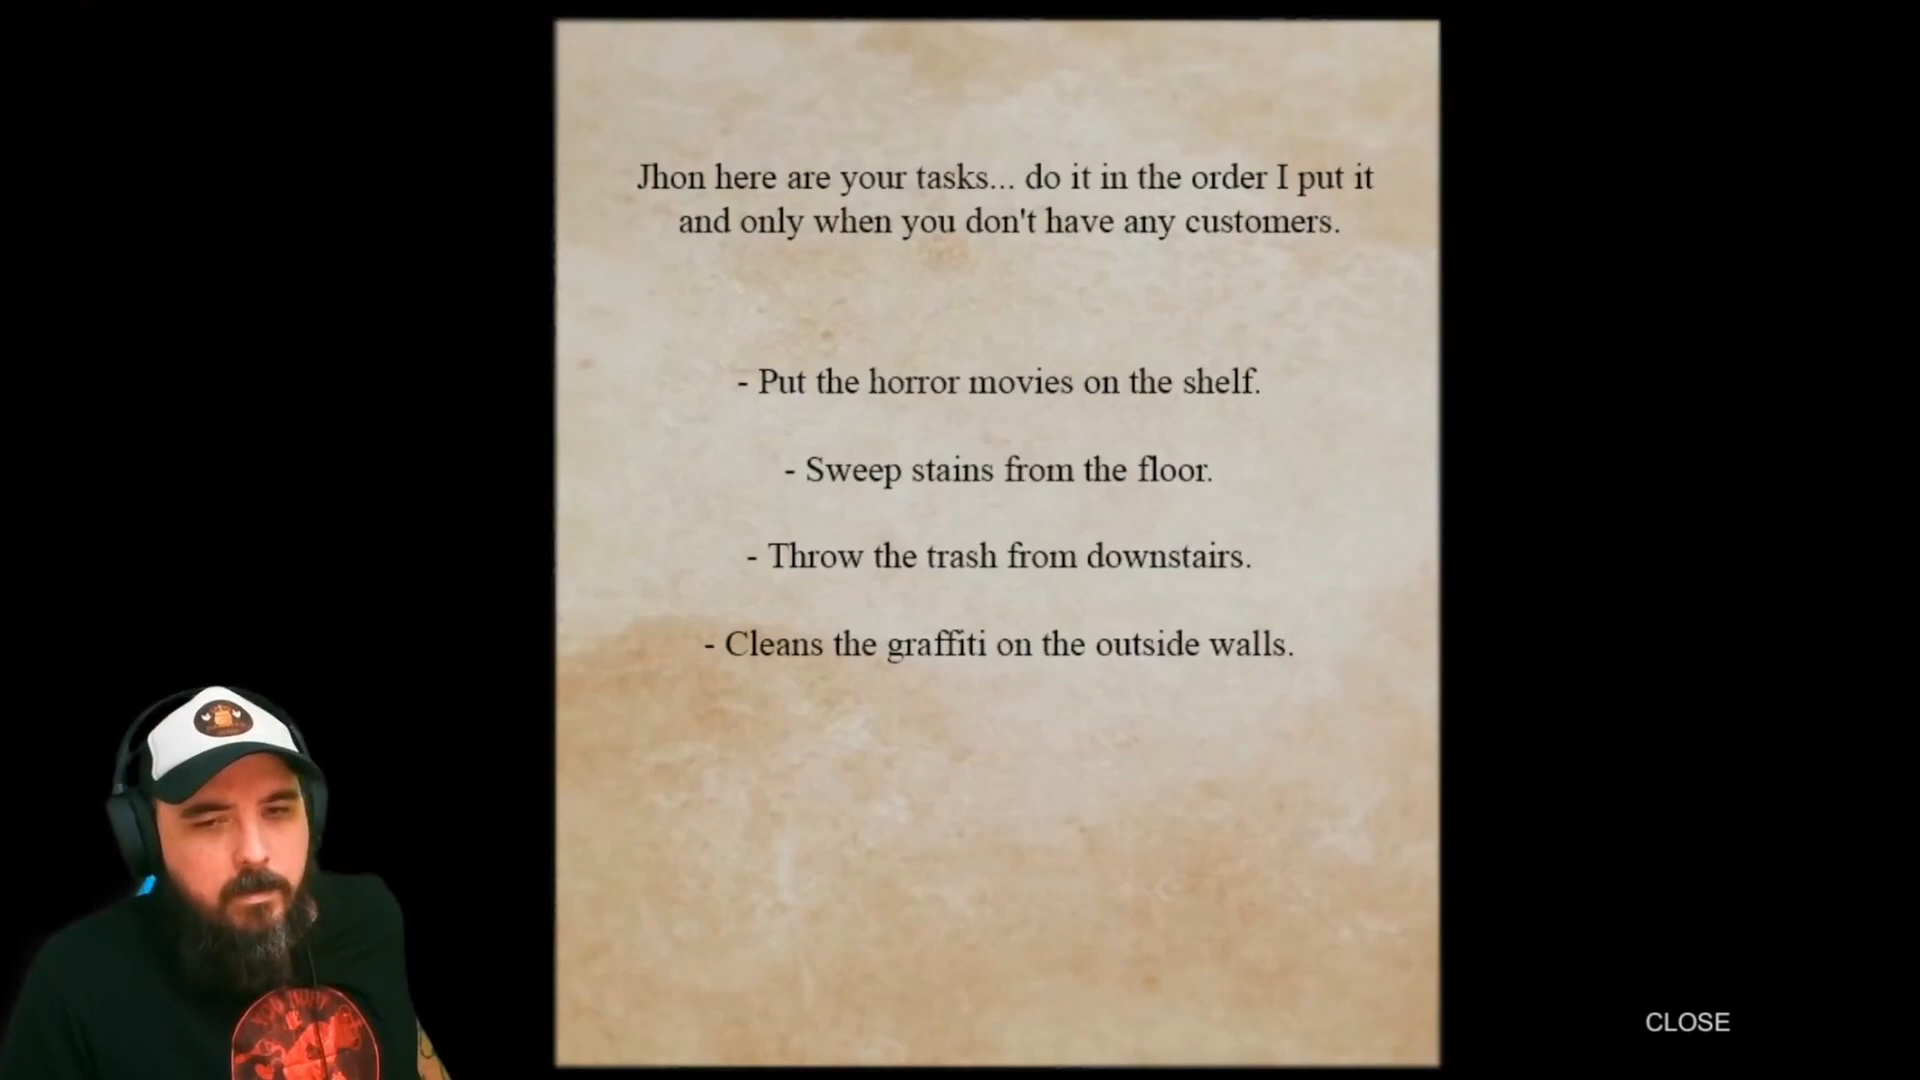 Jhon here are your tasks... do it in the order I put it
and only when you don't have any customers.
- Put the horror movies on the shelf.
- Sweep stains from the floor.
- Throw the trash from downstairs.
- Cleans the graffiti on the outside walls.
CLOSE